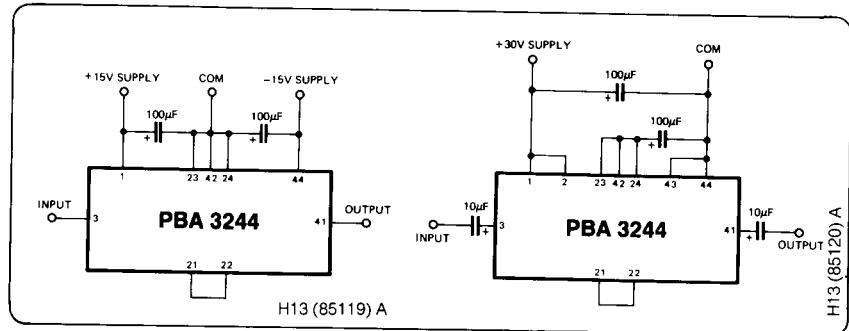 +15V SUPPLY
COM
-15V SUPPLY
100µF
+
100µF
+
1
23
42
24
44
INPUT
3
PBA 3244
41
OUTPUT
21
22
H13 (85119) A
+30V SUPPLY
COM
100µF
+
100µF
+
1
2
23
42
24
43
44
10µF
+
INPUT
3
PBA 3244
41
10µF
+
OUTPUT
21
22
H13 (85120) A